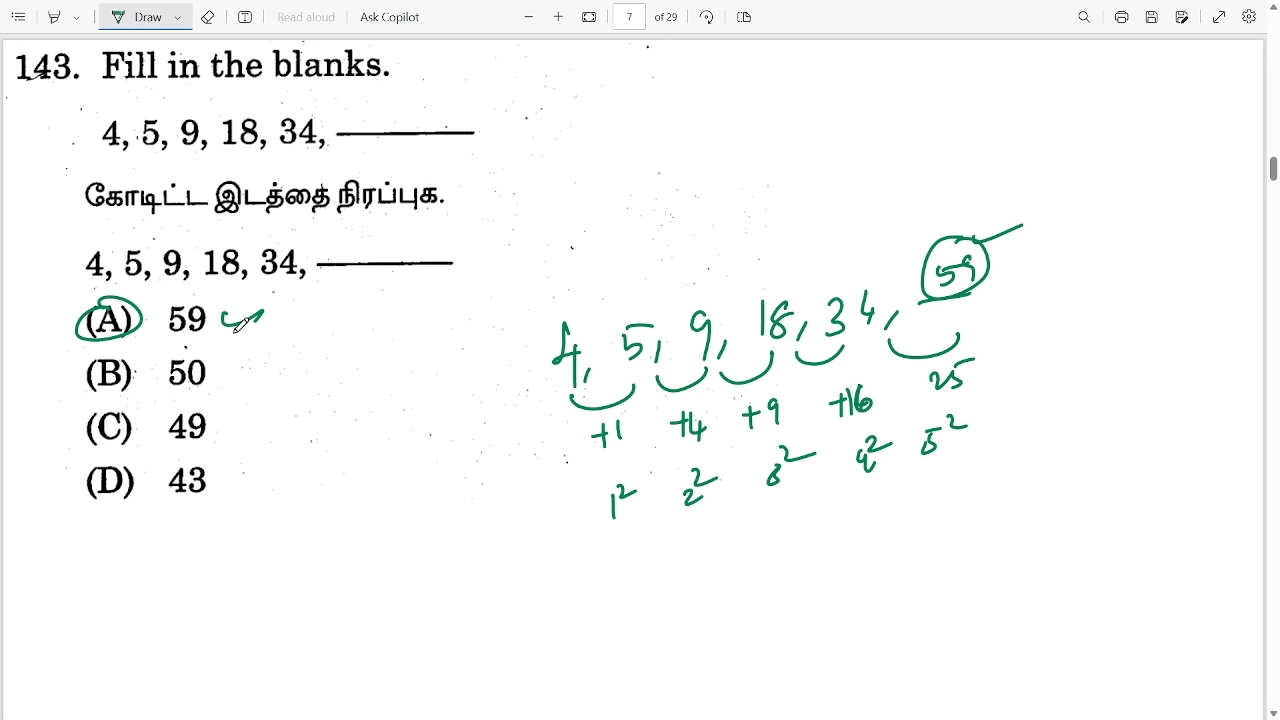 Draw
Read aloud
Ask Copilot
7 of 29
143. Fill in the blanks.
4, 5, 9, 18, 34,
கோடிட்ட இடத்தை நிரப்புக.
4, 5, 9, 18, 34,
(A) 59
(B) 50
(C) 49
(D) 43
59
4, 5, 9, 18, 34,
+1 +4 +9 +16 25
1² 2² 3² 4² 5²